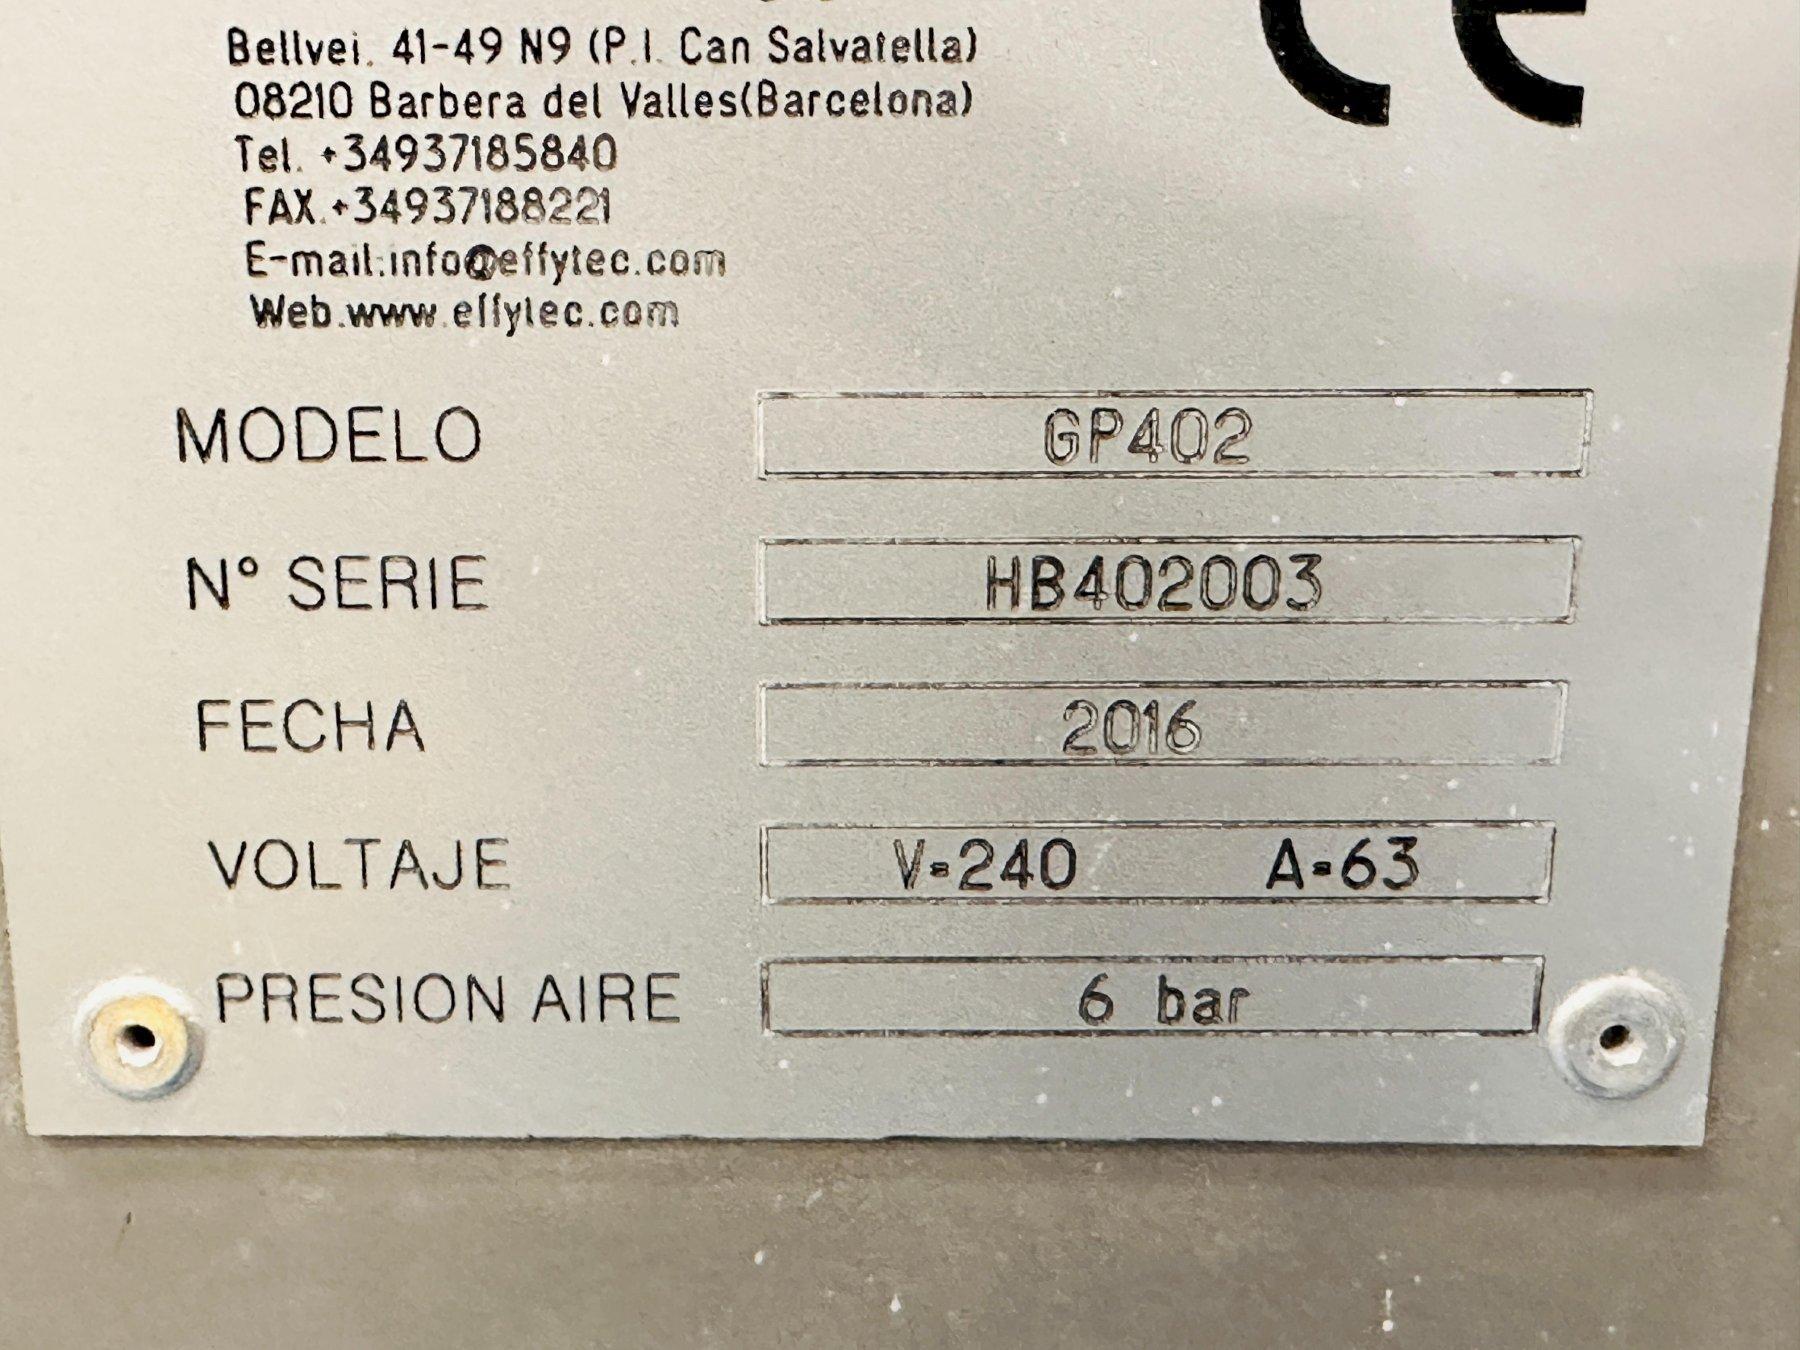 Bellvei. 41-49 N9 (P.I. Can Salvatella)
08210 Barbera del Valles(Barcelona)
Tel. +34937185840
FAX.+34937188221
E-mail:info@effytec.com
Web.www.effytec.com
CE
MODELO GP402
Nº SERIE HB402003
FECHA 2016
VOLTAJE V=240 A=63
PRESION AIRE 6 bar